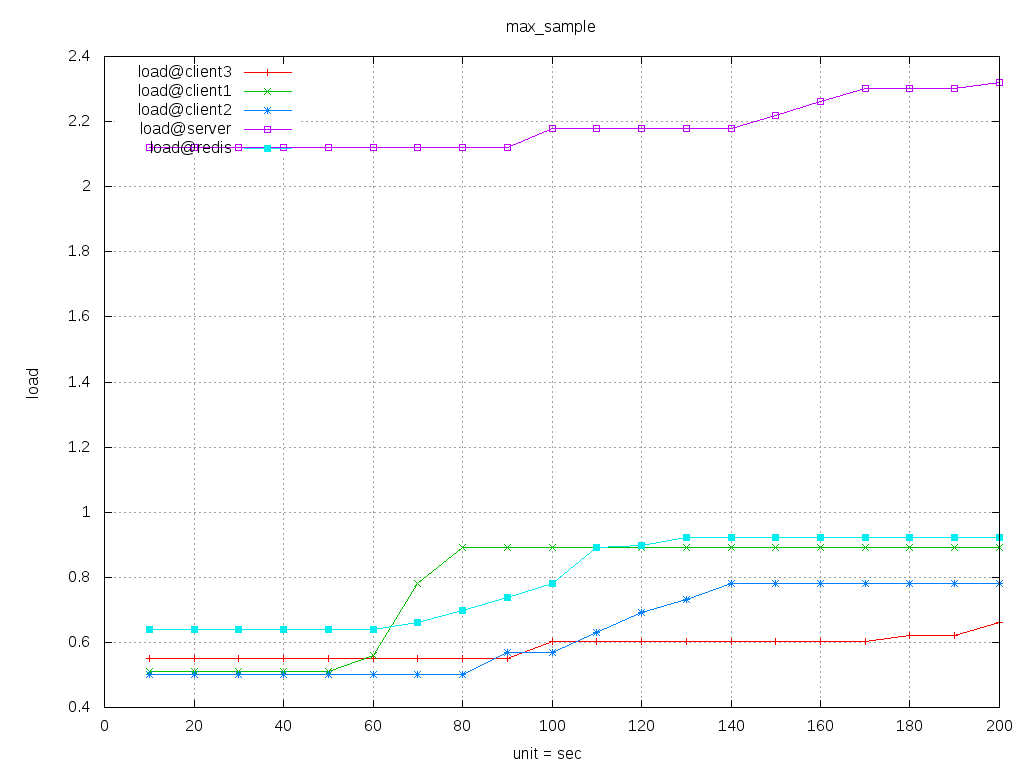 max_sample
2.4
2.2
2
1.8
1.6
1.4
1.2
1
0.8
0.6
0.4
load@client3
load@client1
load@client2
load@server
load@redis
load
0 20 40 60 80 100 120 140 160 180 200
unit = sec